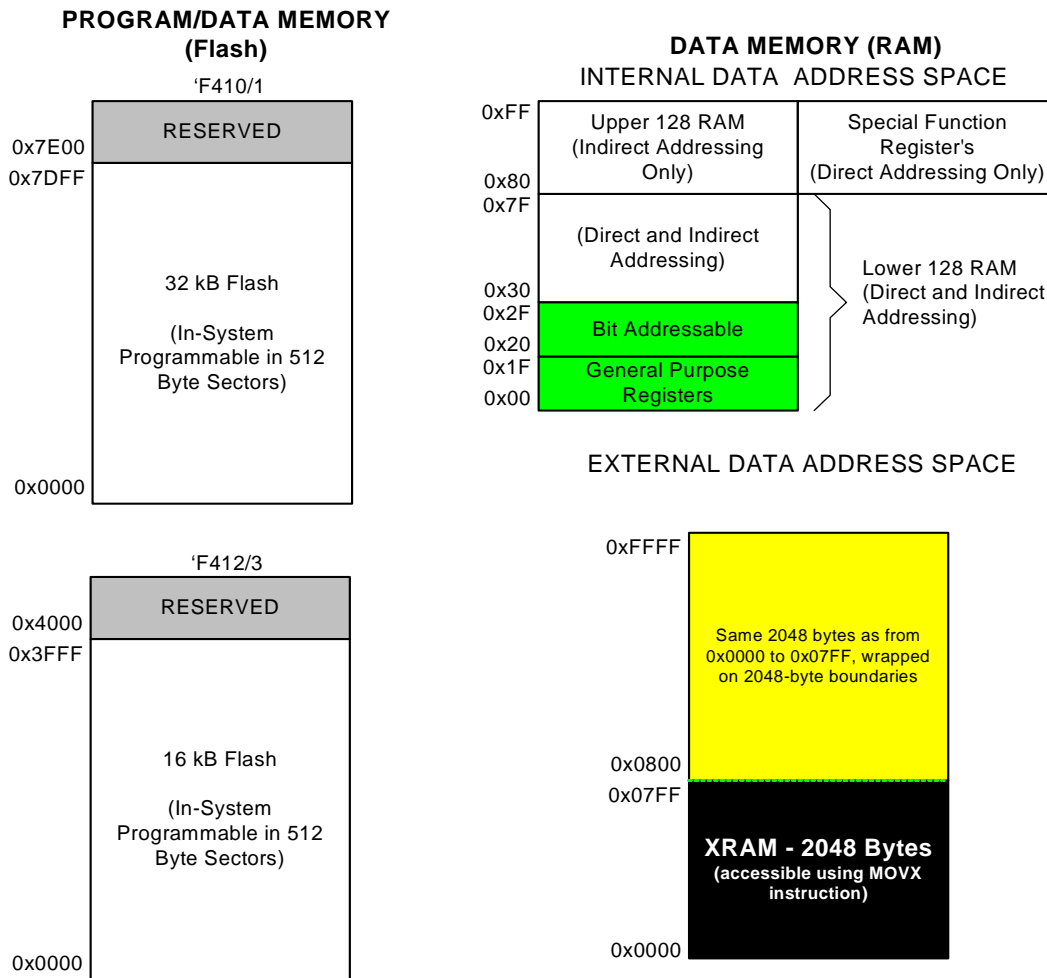 PROGRAM/DATA MEMORY
(Flash)
‘F410/1
RESERVED
0x7E00
0x7DFF
32 kB Flash
(In-System
Programmable in 512
Byte Sectors)
0x0000
‘F412/3
RESERVED
0x4000
0x3FFF
16 kB Flash
(In-System
Programmable in 512
Byte Sectors)
0x0000
DATA MEMORY (RAM)
INTERNAL DATA ADDRESS SPACE
0xFF
Upper 128 RAM
(Indirect Addressing
Only)
Special Function
Register's
(Direct Addressing Only)
0x80
0x7F
(Direct and Indirect
Addressing)
Lower 128 RAM
(Direct and Indirect
Addressing)
0x30
0x2F
Bit Addressable
0x20
0x1F
General Purpose
Registers
0x00
EXTERNAL DATA ADDRESS SPACE
0xFFFF
Same 2048 bytes as from
0x0000 to 0x07FF, wrapped
on 2048-byte boundaries
0x0800
0x07FF
XRAM - 2048 Bytes
(accessible using MOVX
instruction)
0x0000